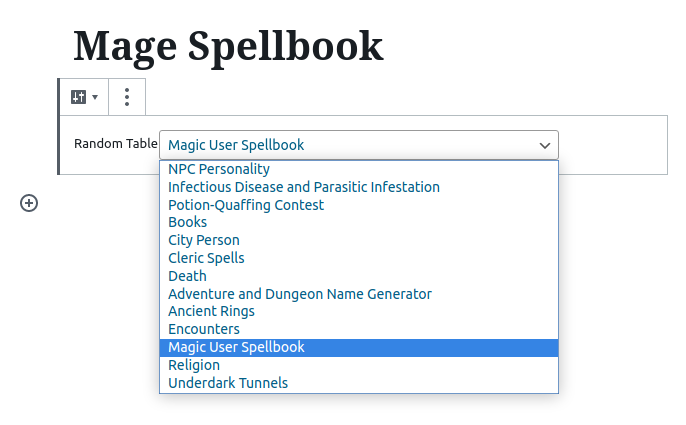 Mage Spellbook
Random Table Magic User Spellbook
NPC Personality
Infectious Disease and Parasitic Infestation
Potion-Quaffing Contest
Books
City Person
Cleric Spells
Death
Adventure and Dungeon Name Generator
Ancient Rings
Encounters
Magic User Spellbook
Religion
Underdark Tunnels